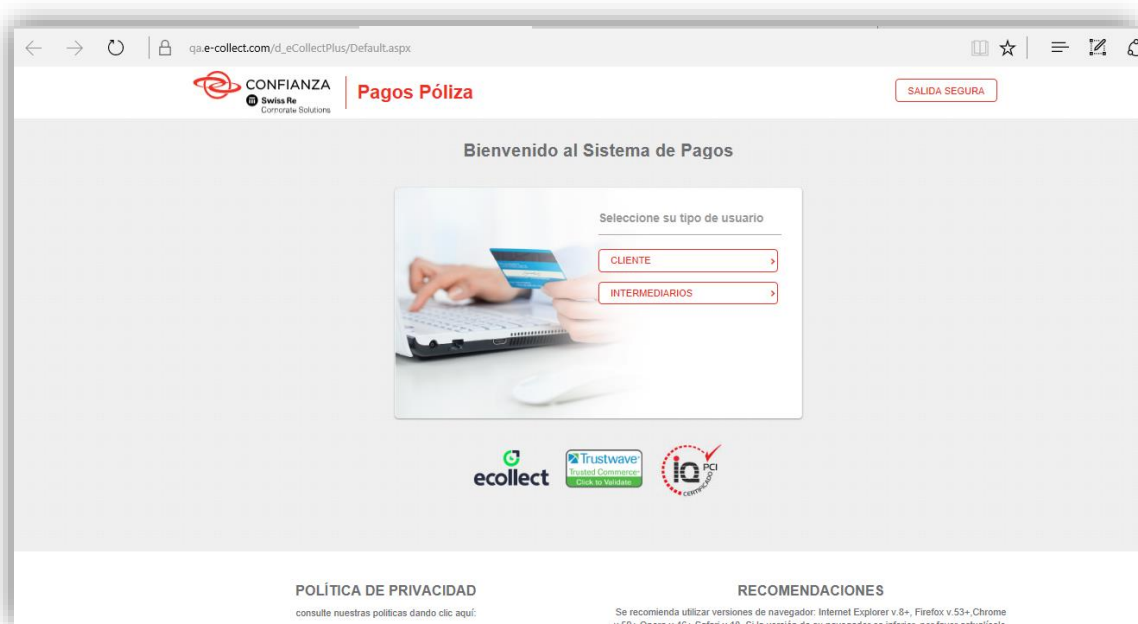 qa.e-collect.com/d_eCollectPlus/Default.aspx
CONFIANZA
Swiss Re
Corporate Solutions
Pagos Póliza
SALIDA SEGURA
Bienvenido al Sistema de Pagos
Seleccione su tipo de usuario
CLIENTE
INTERMEDIARIOS
ecollect
Trustwave
Trusted Commerce
Click to Validate
iQ
PCI
CERTIFICADO
POLÍTICA DE PRIVACIDAD
consulte nuestras políticas dando clic aquí:
RECOMENDACIONES
Se recomienda utilizar versiones de navegador: Internet Explorer v.8+, Firefox v.53+,Chrome